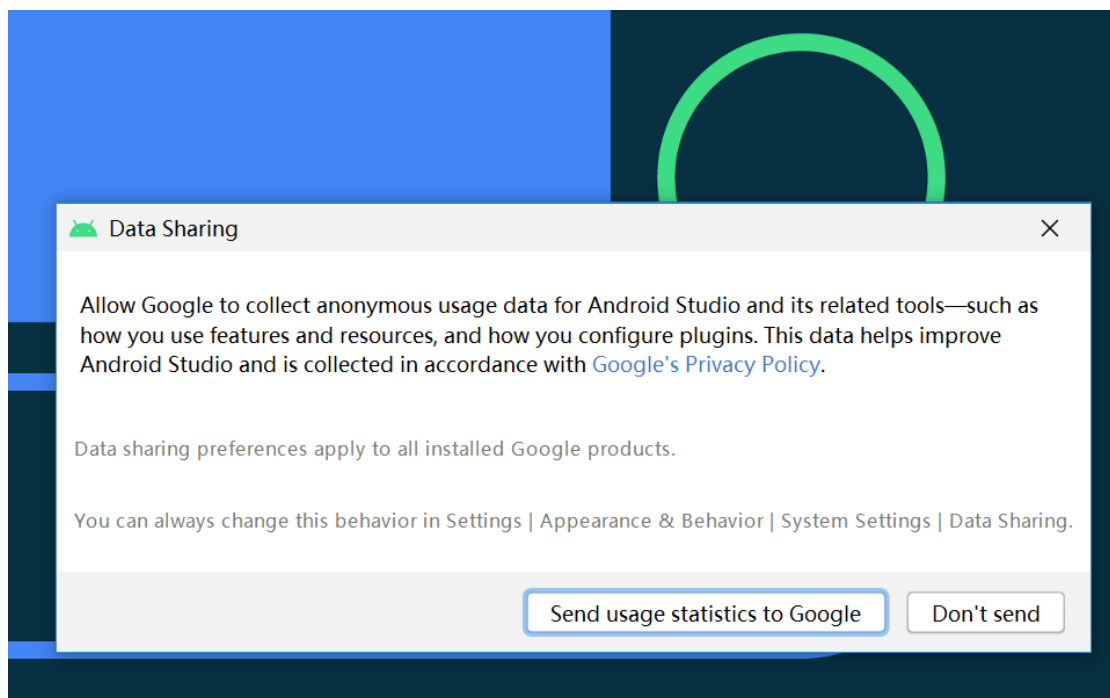 Data Sharing
Allow Google to collect anonymous usage data for Android Studio and its related tools—such as
how you use features and resources, and how you configure plugins. This data helps improve
Android Studio and is collected in accordance with Google's Privacy Policy.
Data sharing preferences apply to all installed Google products.
You can always change this behavior in Settings | Appearance & Behavior | System Settings | Data Sharing.
Send usage statistics to Google
Don't send